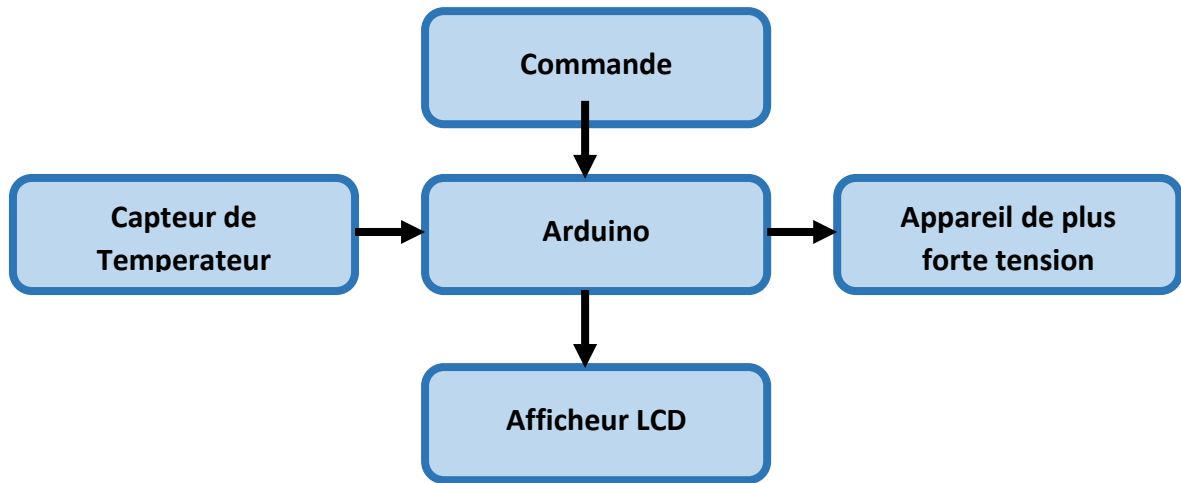 Commande
Capteur de
Temperateur
Arduino
Appareil de plus
forte tension
Afficheur LCD